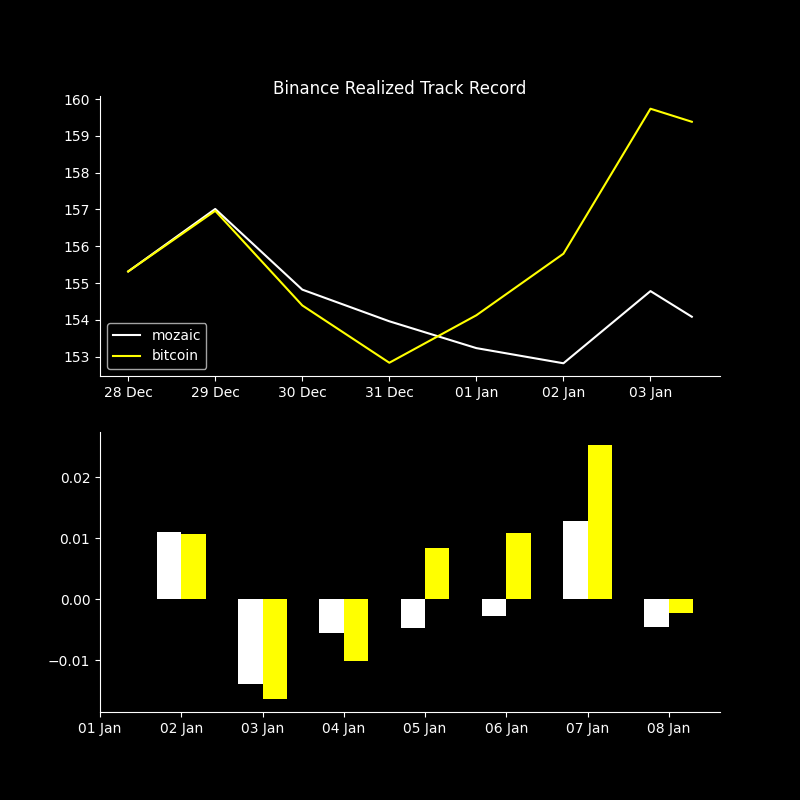 Binance Realized Track Record
160
159
158
157
156
155
154
153
mozaic
bitcoin
28 Dec 29 Dec 30 Dec 31 Dec 01 Jan 02 Jan 03 Jan
0.02
0.01
0.00
−0.01
01 Jan 02 Jan 03 Jan 04 Jan 05 Jan 06 Jan 07 Jan 08 Jan